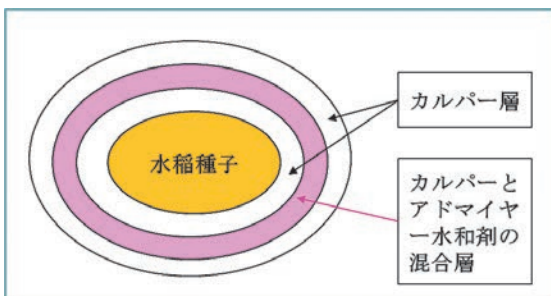 水稲種子
カルパー層
カルパーと
アドマイヤ
ー水和剤の
混合層